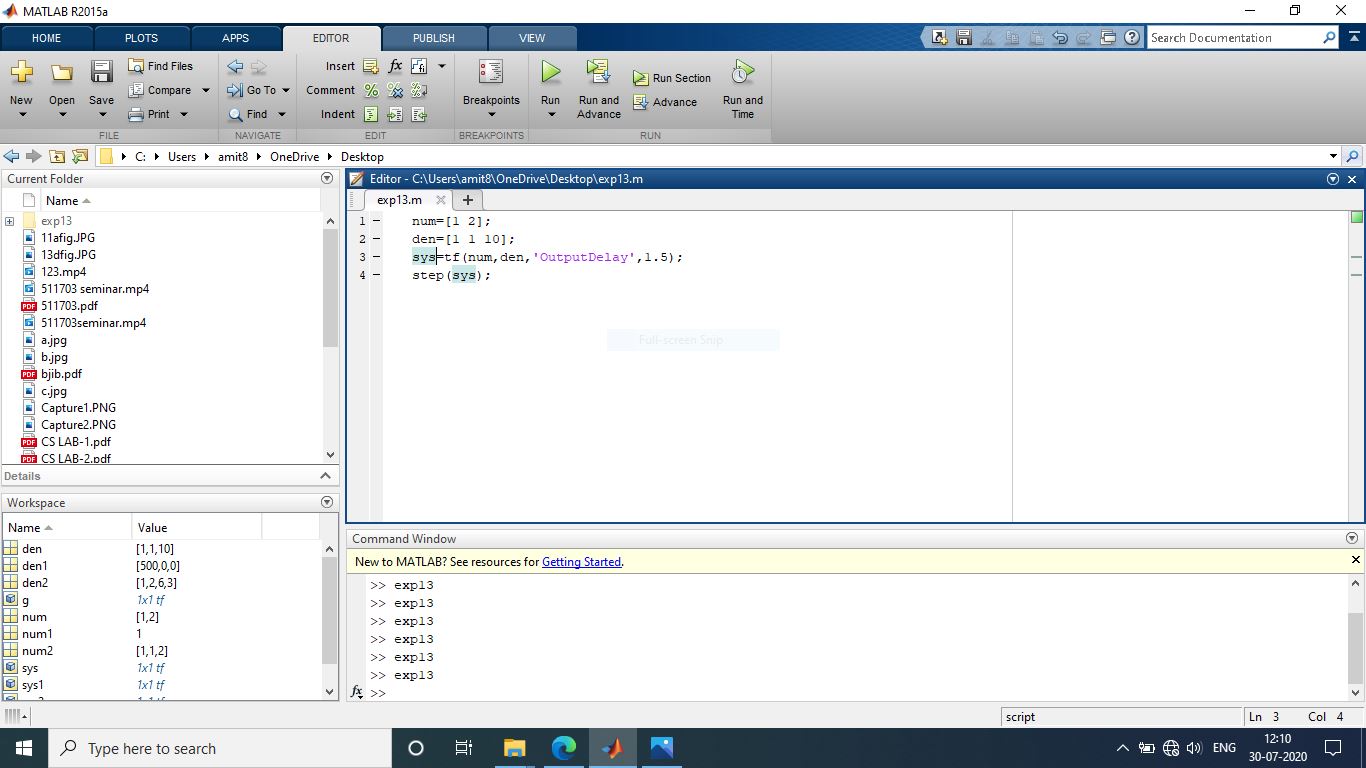 MATLAB R2015a
HOME PLOTS APPS EDITOR PUBLISH VIEW Search Documentation
Find Files Insert fx
New Open Save Compare Go To Comment Breakpoints Run Run and Advance Run Section Advance Run and Time
Print Find Indent
FILE NAVIGATE EDIT BREAKPOINTS RUN
C: Users amit8 OneDrive Desktop
Current Folder
Name
exp13
11afig.JPG
13dfig.JPG
123.mp4
511703 seminar.mp4
511703.pdf
511703seminar.mp4
a.jpg
b.jpg
bjib.pdf
c.jpg
Capture1.PNG
Capture2.PNG
CS LAB-1.pdf
CS LAB-2.pdf
Details
Workspace
Name Value
den [1,1,10]
den1 [500,0,0]
den2 [1,2,6,3]
g 1x1 tf
num [1,2]
num1 1
num2 [1,1,2]
sys 1x1 tf
sys1 1x1 tf
Editor - C:\Users\amit8\OneDrive\Desktop\exp13.m
exp13.m
1 num=[1 2];
2 den=[1 1 10];
3 sys=tf(num,den,'OutputDelay',1.5);
4 step(sys);
Full-screen Snip
Command Window
New to MATLAB? See resources for Getting Started.
>> exp13
>> exp13
>> exp13
>> exp13
>> exp13
>> exp13
fx >>
script Ln 3 Col 4
Type here to search ENG 12:10
30-07-2020